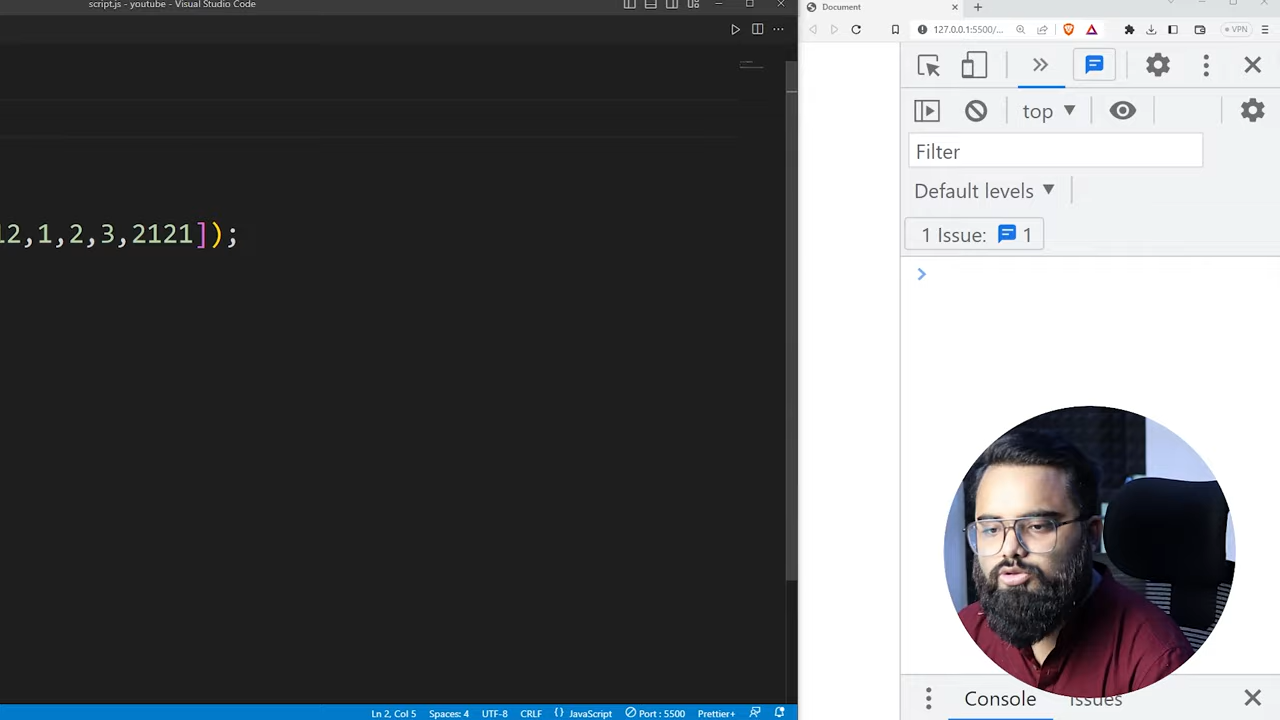 script.js - youtube - Visual Studio Code
Document
127.0.0.1:5500/...
VPN
top
Filter
Default levels
1 Issue: 1
12,1,2,3,2121]);
>
Console
Issues
Ln 2, Col 5
Spaces: 4
UTF-8
CRLF
{} JavaScript
Port : 5500
Prettier+